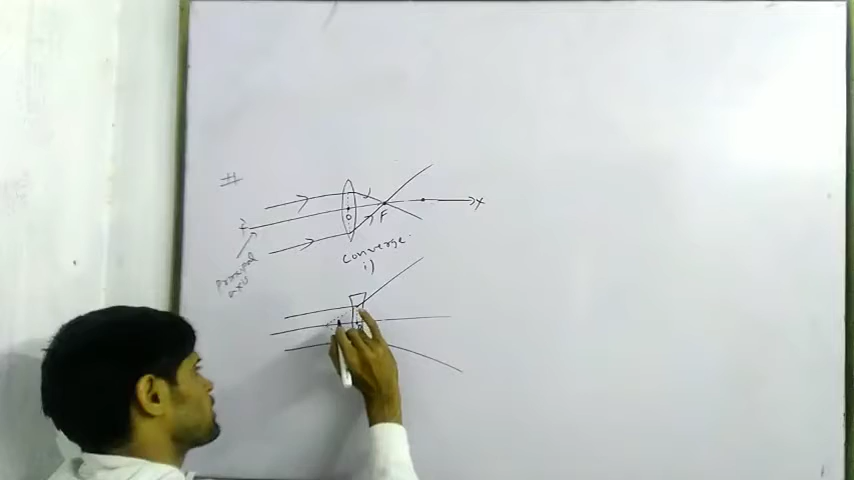 #
X
O
F
Principal
axis
converge
i)